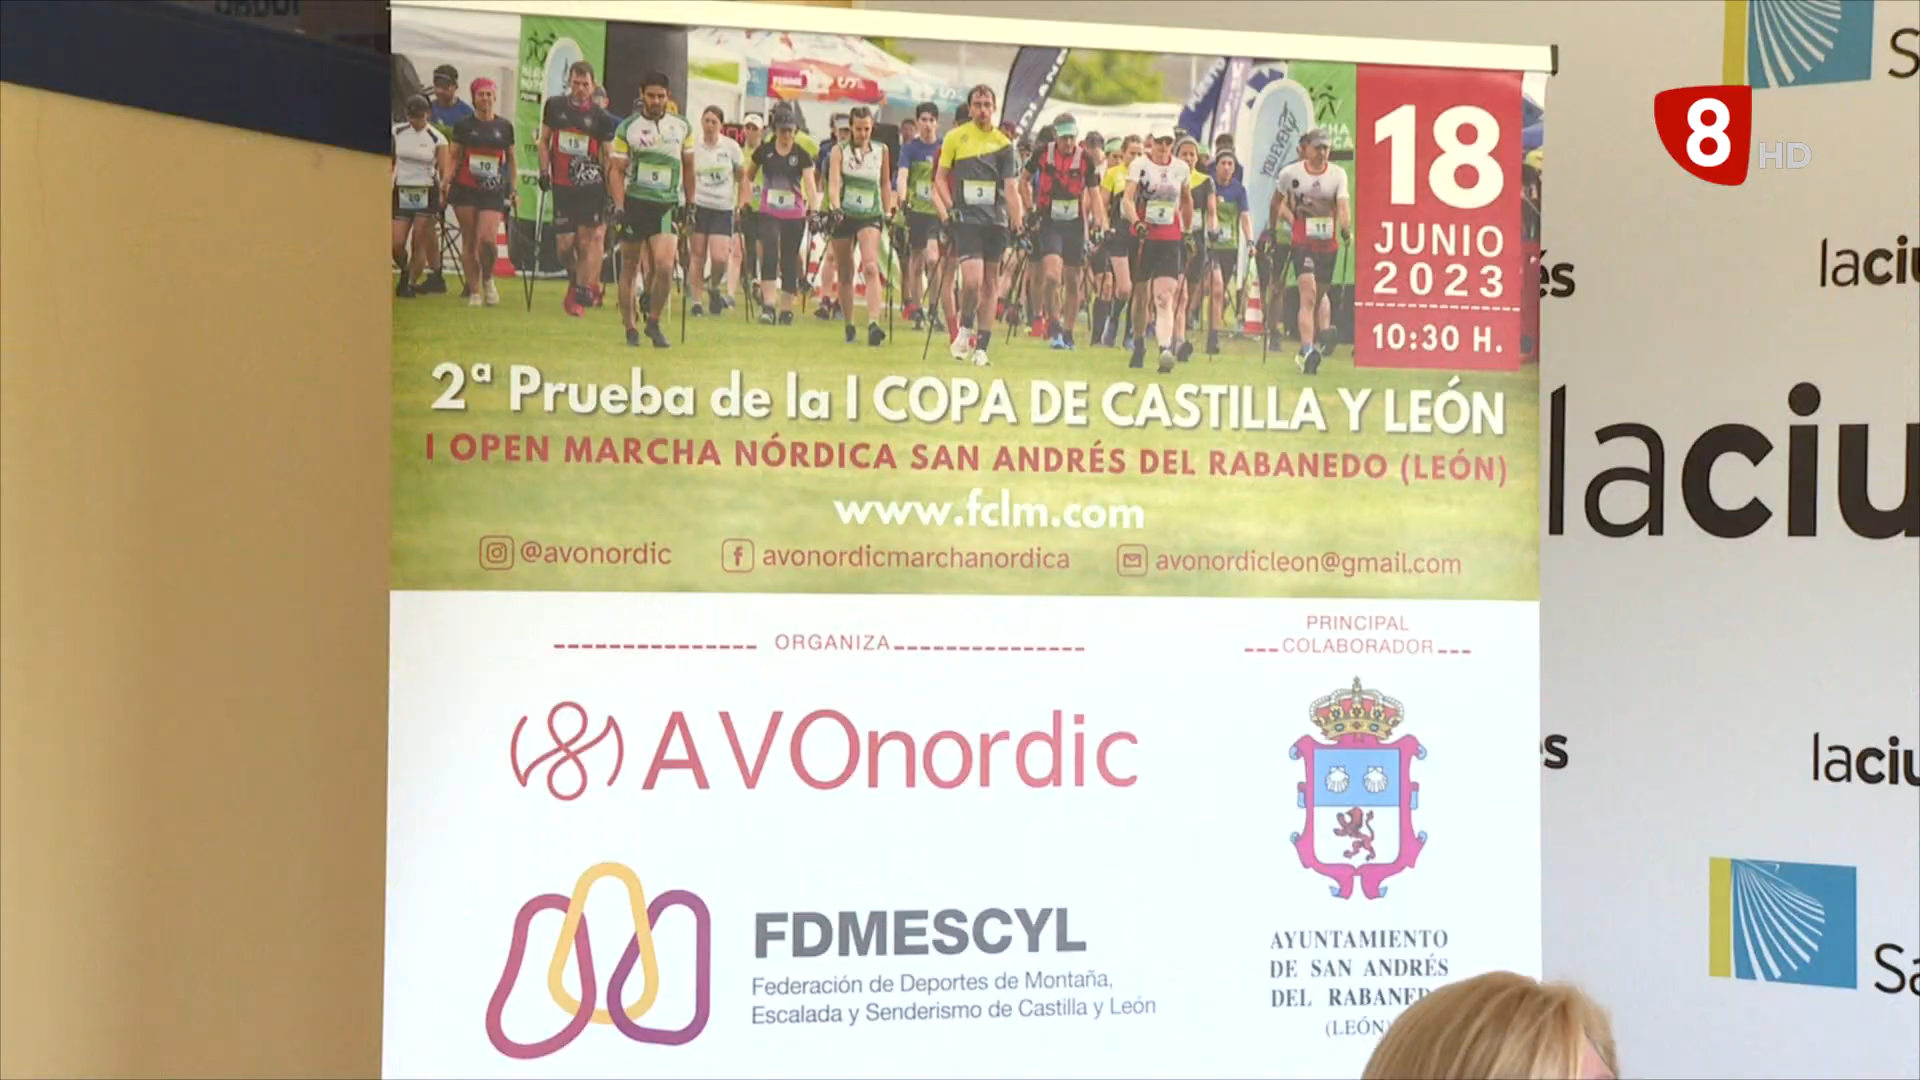 8 HD
18
JUNIO
2023
10:30 H.
2ª Prueba de la I COPA DE CASTILLA Y LEÓN
I OPEN MARCHA NÓRDICA SAN ANDRÉS DEL RABANEDO (LEÓN)
www.fclm.com
@avonordic avonordicmarchanordica avonordicleon@gmail.com
ORGANIZA
PRINCIPAL
COLABORADOR
AVOnordic
FDMESCYL
Federación de Deportes de Montaña,
Escalada y Senderismo de Castilla y León
AYUNTAMIENTO
DE SAN ANDRÉS
DEL
(LEÓN)
laciu
laciu
laciu